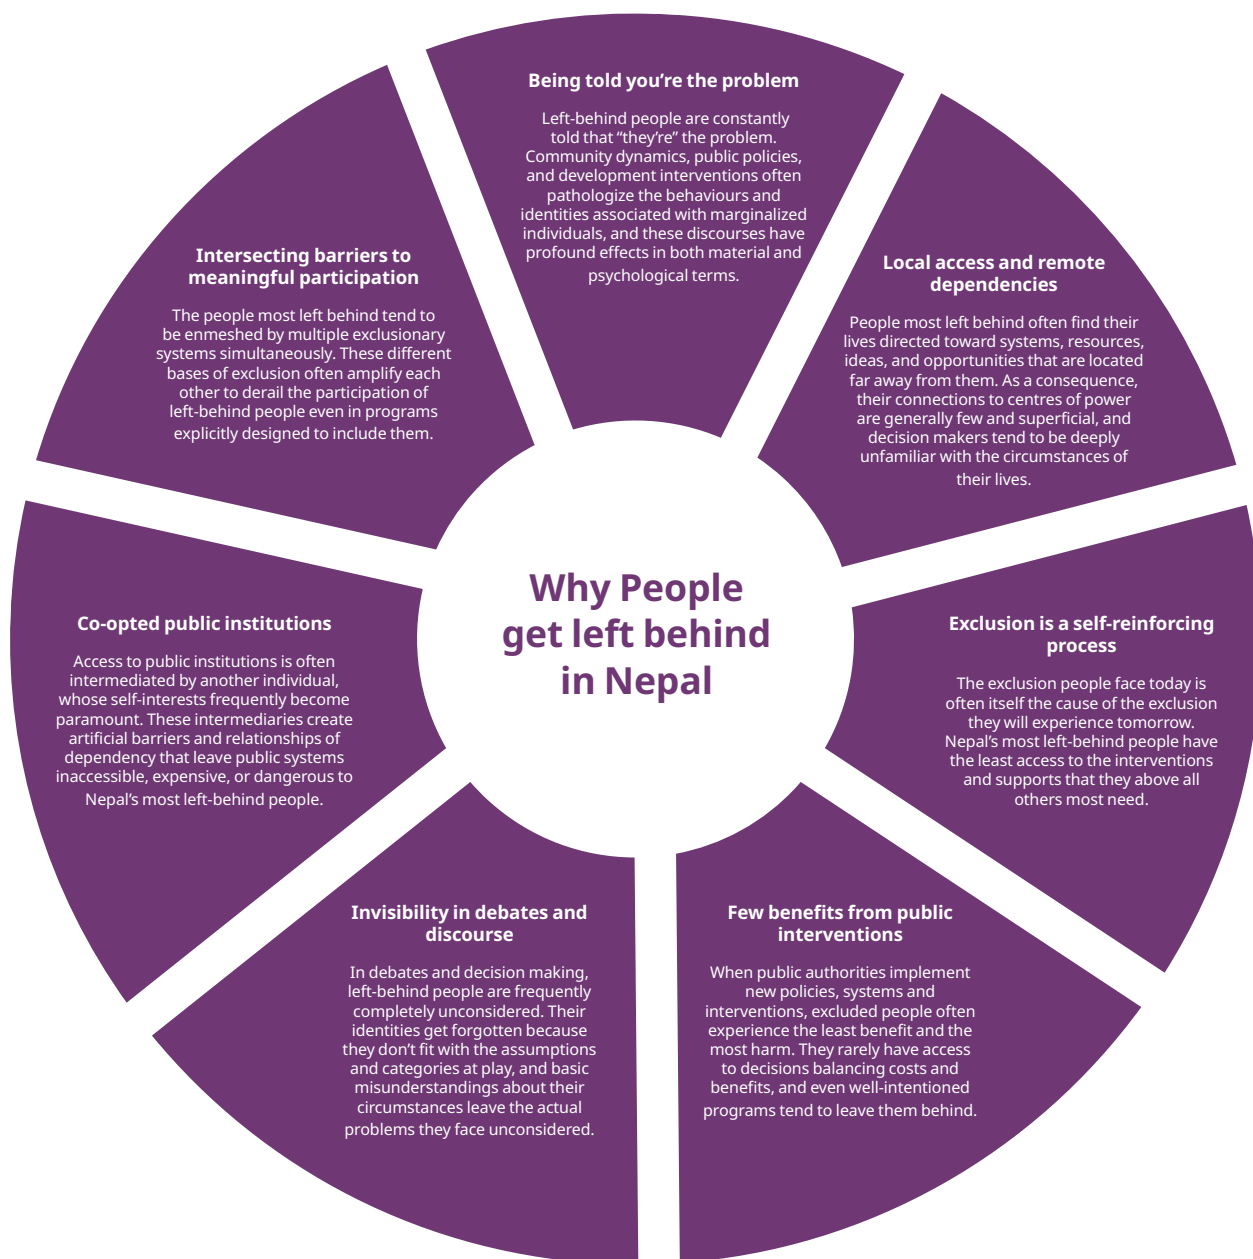 Being told you’re the problem
Left-behind people are constantly
told that “they’re” the problem.
Community dynamics, public policies,
and development interventions often
pathologize the behaviours and
identities associated with marginalized
individuals, and these discourses have
profound effects in both material and
psychological terms.
Local access and remote
dependencies
People most left behind often find their
lives directed toward systems, resources,
ideas, and opportunities that are located
far away from them. As a consequence,
their connections to centres of power
are generally few and superficial, and
decision makers tend to be deeply
unfamiliar with the circumstances of
their lives.
Exclusion is a self-reinforcing
process
The exclusion people face today is
often itself the cause of the exclusion
they will experience tomorrow.
Nepal’s most left-behind people have
the least access to the interventions
and supports that they above all
others most need.
Few benefits from public
interventions
When public authorities implement
new policies, systems and
interventions, excluded people often
experience the least benefit and the
most harm. They rarely have access
to decisions balancing costs and
benefits, and even well-intentioned
programs tend to leave them behind.
Invisibility in debates and
discourse
In debates and decision making,
left-behind people are frequently
completely unconsidered. Their
identities get forgotten because
they don’t fit with the assumptions
and categories at play, and basic
misunderstandings about their
circumstances leave the actual
problems they face unconsidered.
Co-opted public institutions
Access to public institutions is often
intermediated by another individual,
whose self-interests frequently become
paramount. These intermediaries create
artificial barriers and relationships of
dependency that leave public systems
inaccessible, expensive, or dangerous to
Nepal’s most left-behind people.
Intersecting barriers to
meaningful participation
The people most left behind tend to
be enmeshed by multiple exclusionary
systems simultaneously. These different
bases of exclusion often amplify each
other to derail the participation of
left-behind people even in programs
explicitly designed to include them.
Why People
get left behind
in Nepal